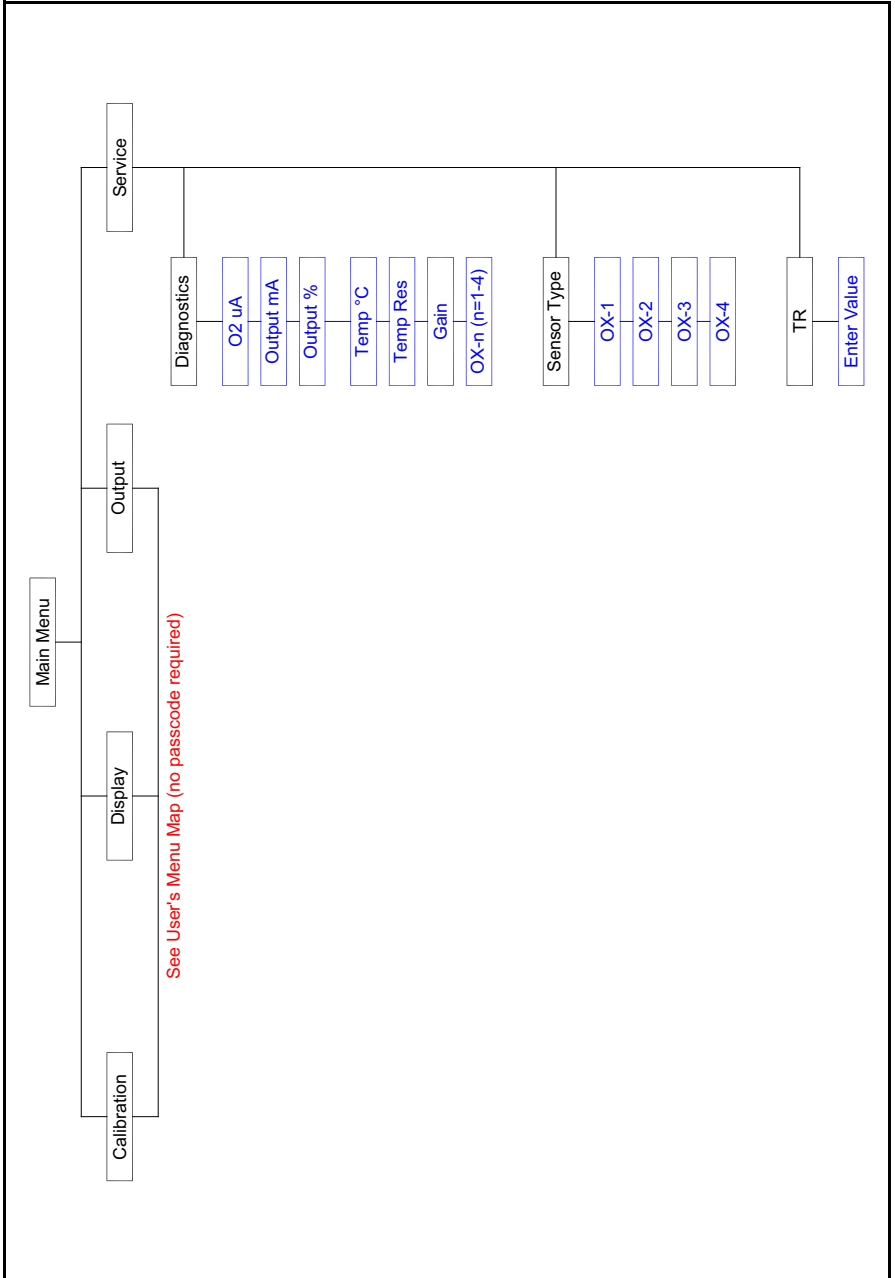 Main Menu
Calibration
Display
Output
Service
See User's Menu Map (no passcode required)
Diagnostics
O2 uA
Output mA
Output %
Temp °C
Temp Res
Gain
OX-n (n=1-4)
Sensor Type
OX-1
OX-2
OX-3
OX-4
TR
Enter Value